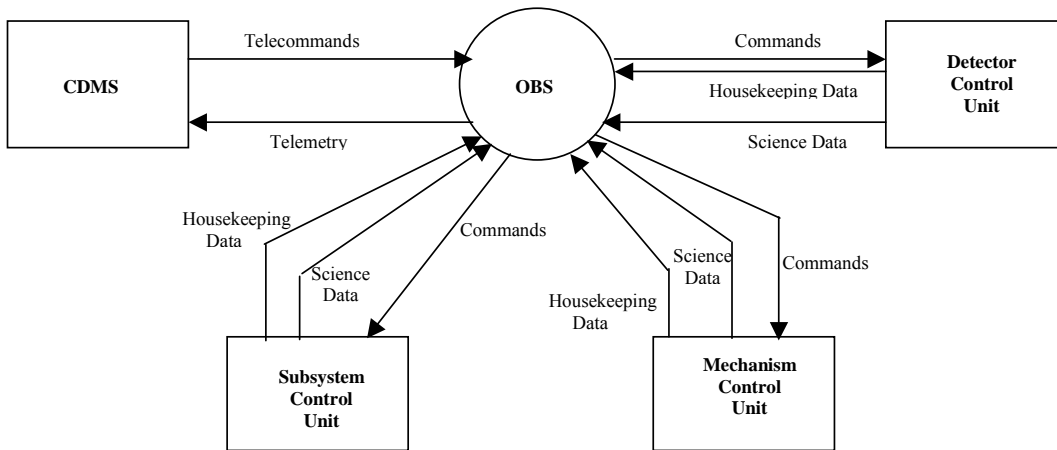 Telecommands
CDMS
Telemetry
OBS
Commands
Housekeeping Data
Science Data
Detector
Control
Unit
Housekeeping
Data
Science
Data
Commands
Subsystem
Control
Unit
Housekeeping
Data
Science
Data
Commands
Mechanism
Control
Unit